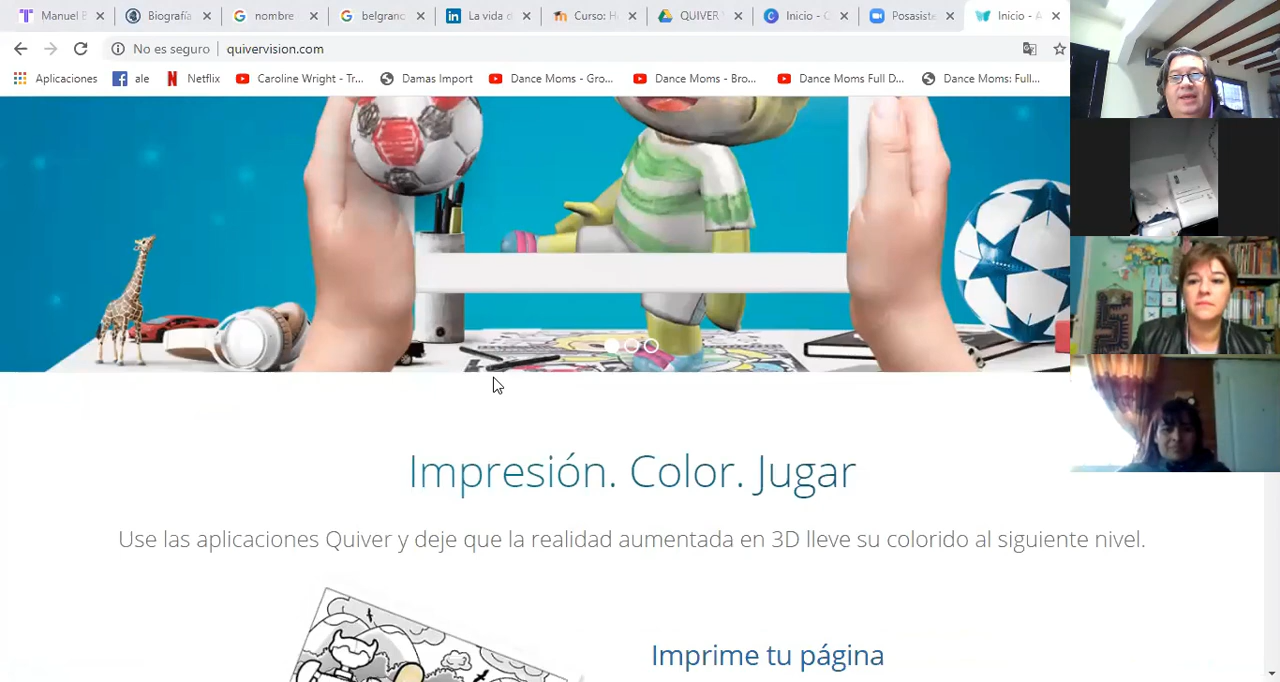 Manuel B
Biografía
nombre
belgranc
La vida d
Curso: H
QUIVER
Inicio - C
Posasiste
Inicio - A
No es seguro
quivervision.com
Aplicaciones
ale
Netflix
Caroline Wright - Tr...
Damas Import
Dance Moms - Gro...
Dance Moms - Bro...
Dance Moms Full D...
Dance Moms: Full...
Impresión. Color. Jugar
Use las aplicaciones Quiver y deje que la realidad aumentada en 3D lleve su colorido al siguiente nivel.
Imprime tu página